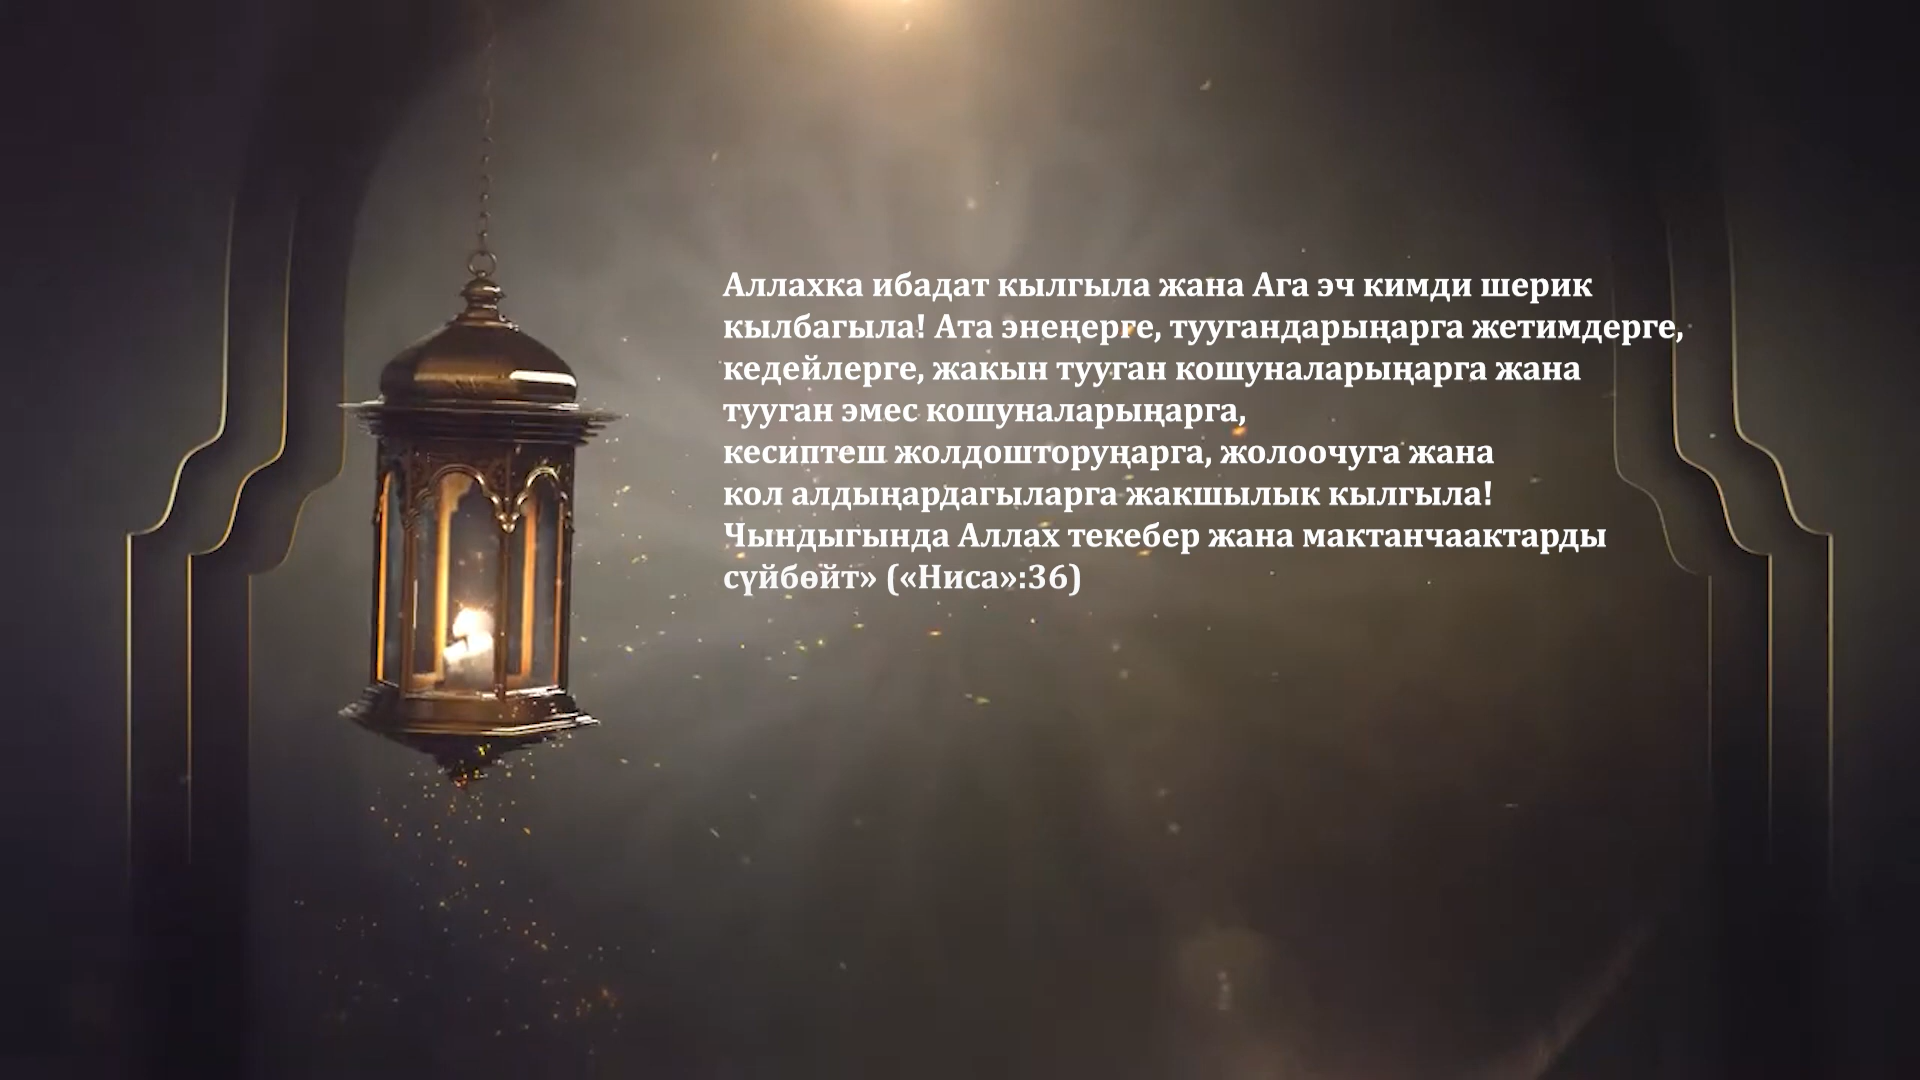 Аллахка ибадат кылгыла жана Ага эч кимди шерик
кылбагыла! Ата энеңерге, туугандарыңарга жетимдерге,
кедейлерге, жакын тууган кошуналарыңарга жана
тууган эмес кошуналарыңарга,
кесиптеш жолдошторуңарга, жолоочуга жана
кол алдыңардагыларга жакшылык кылгыла!
Чындыгында Аллах текебер жана мактанчаактарды
сүйбөйт» («Ниса»:36)